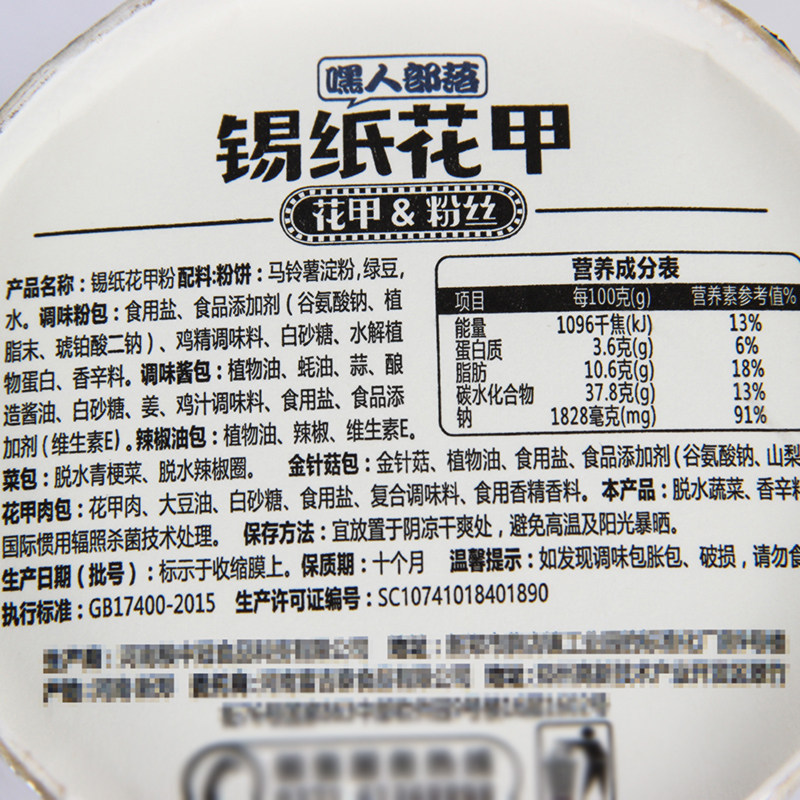 嘿人部落
锡纸花甲
花甲 & 粉丝
产品名称：锡纸花甲粉 配料:粉饼：马铃薯淀粉,绿豆,
水。调味粉包：食用盐、食品添加剂（谷氨酸钠、植
脂末、琥铂酸二钠）、鸡精调味料、白砂糖、水解植
物蛋白、香辛料。调味酱包：植物油、蚝油、蒜、酿
造酱油、白砂糖、姜、鸡汁调味料、食用盐、食品添
加剂（维生素E）。辣椒油包：植物油、辣椒、维生素E。
营养成分表
项目 每100克(g) 营养素参考值%
能量 1096千焦(kJ) 13%
蛋白质 3.6克(g) 6%
脂肪 10.6克(g) 18%
碳水化合物 37.8克(g) 13%
钠 1828毫克(mg) 91%
菜包：脱水青梗菜、脱水辣椒圈。 金针菇包：金针菇、植物油、食用盐、食品添加剂（谷氨酸钠、山梨
花甲肉包：花甲肉、大豆油、白砂糖、食用盐、复合调味料、食用香精香料。本产品：脱水蔬菜、香辛料
国际惯用辐照杀菌技术处理。 保存方法：宜放置于阴凉干爽处，避免高温及阳光暴晒。
生产日期（批号）：标示于收缩膜上。保质期：十个月 温馨提示：如发现调味包胀包、破损，请勿食
执行标准：GB17400-2015 生产许可证编号：SC10741018401890